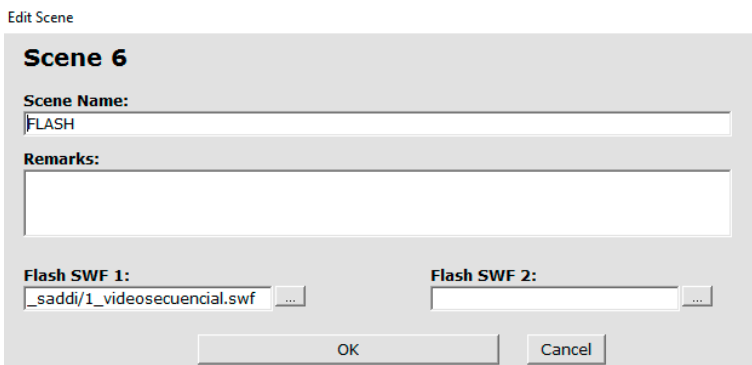 Edit Scene
Scene 6
Scene Name:
FLASH
Remarks:
Flash SWF 1:
Flash SWF 2:
_saddi/1_videosecuencial.swf
...
...
OK
Cancel